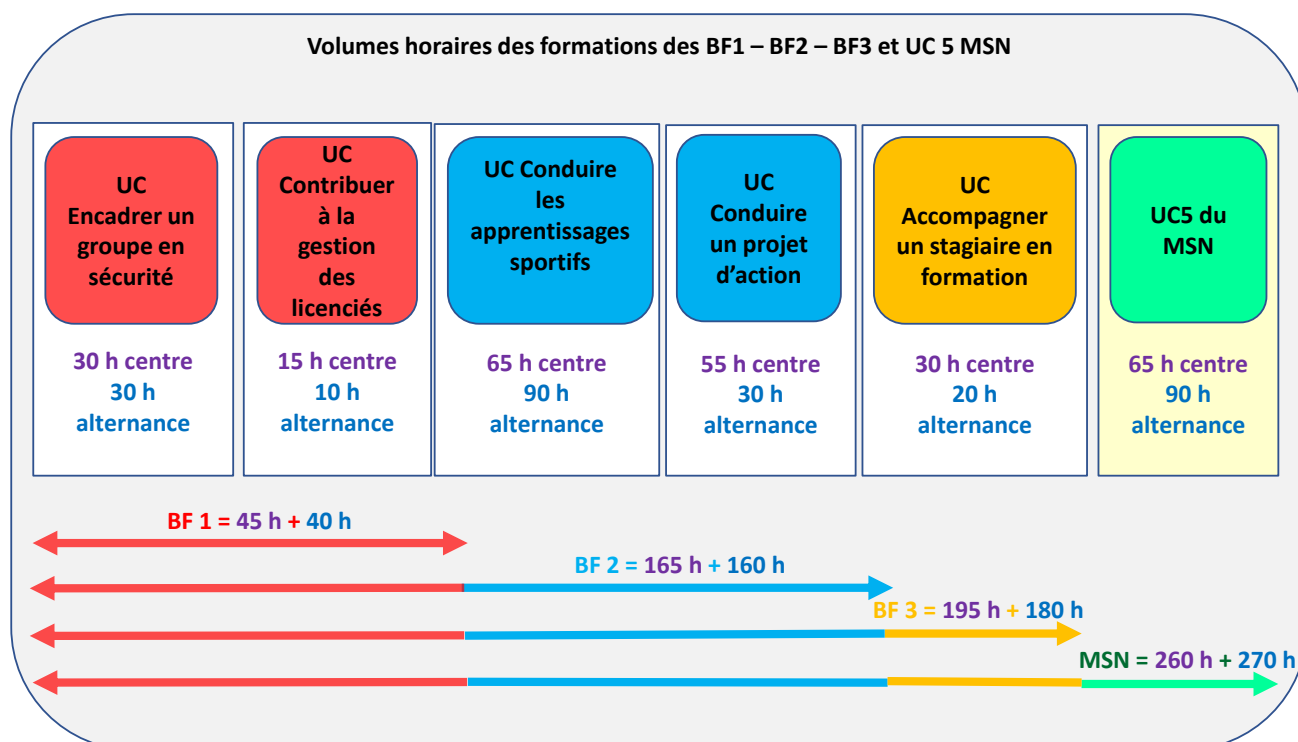 Volumes horaires des formations des BF1 – BF2 – BF3 et UC 5 MSN
UC
Encadrer un
groupe en
sécurité
30 h centre
30 h
alternance
UC
Contribuer
à la
gestion
des
licenciés
15 h centre
10 h
alternance
UC Conduire
les
apprentissages
sportifs
65 h centre
90 h
alternance
UC
Conduire
un projet
d’action
55 h centre
30 h
alternance
UC
Accompagner
un stagiaire en
formation
30 h centre
20 h
alternance
UC5 du
MSN
65 h centre
90 h
alternance
BF 1 = 45 h + 40 h
BF 2 = 165 h + 160 h
BF 3 = 195 h + 180 h
MSN = 260 h + 270 h